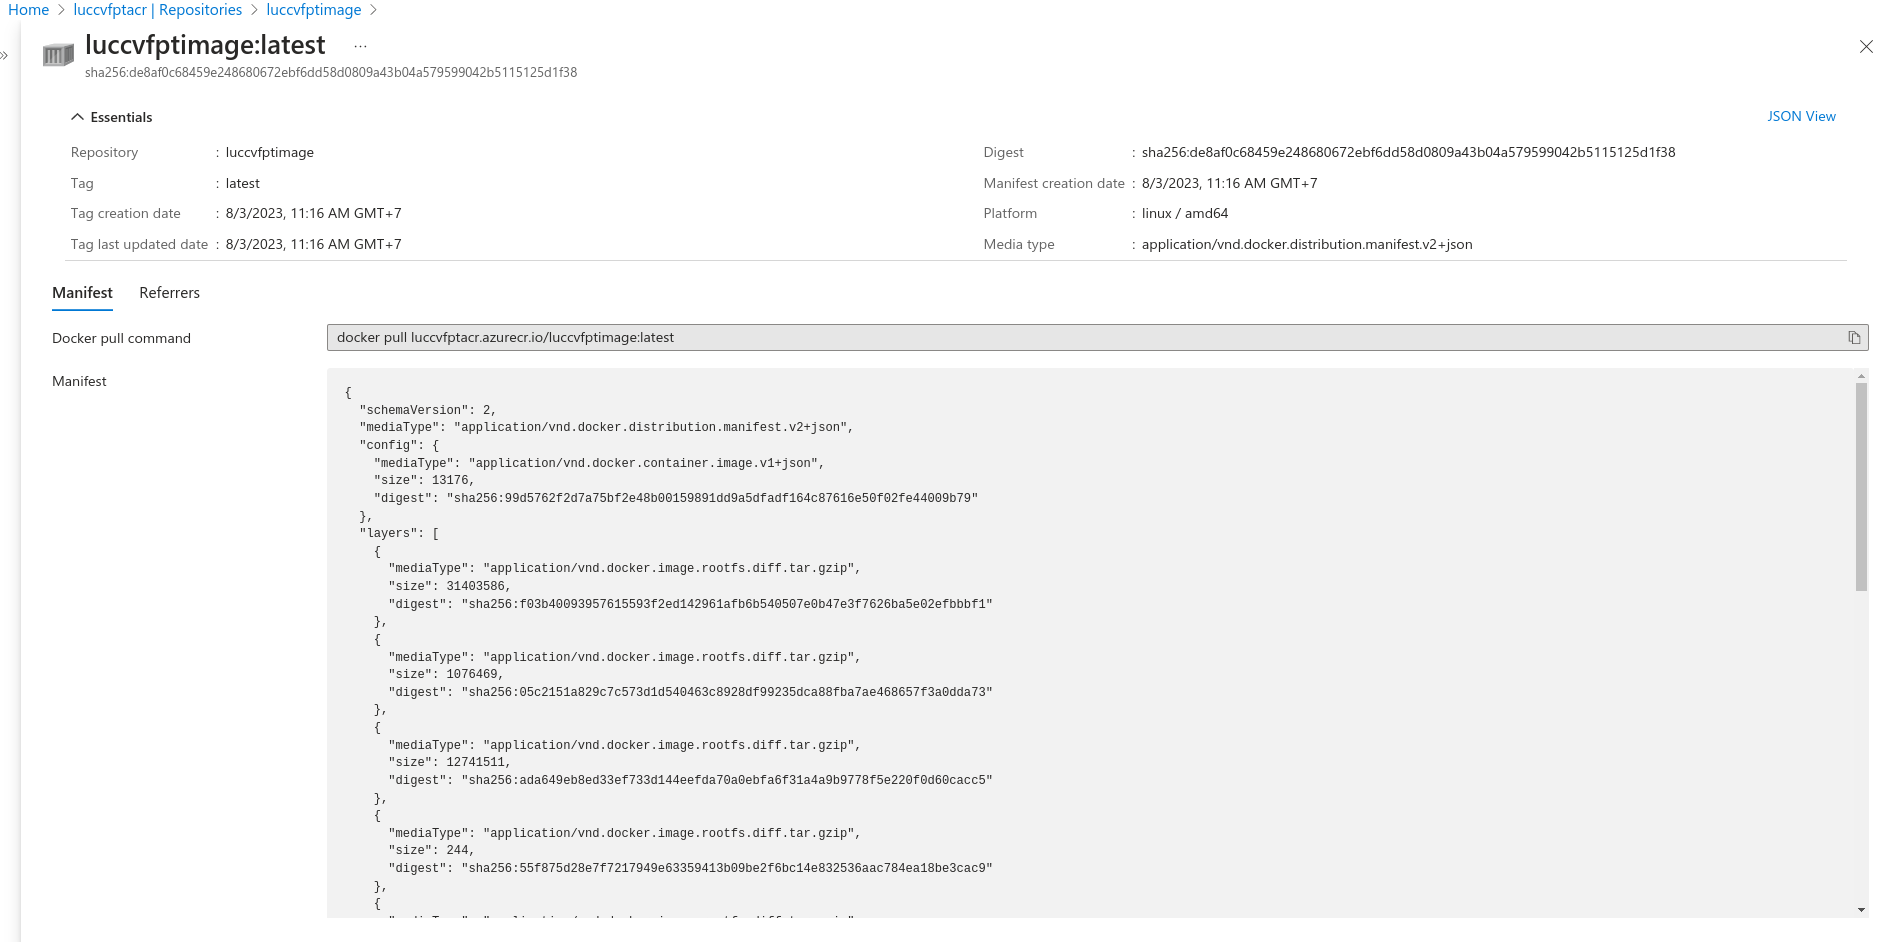 Home > luccvfptacr | Repositories > luccvfptimage >
luccvfptimage:latest ...
sha256:de8af0c68459e248680672ebf6dd58d0809a43b04a579599042b5115125d1f38
Essentials
JSON View
Repository : luccvfptimage
Digest : sha256:de8af0c68459e248680672ebf6dd58d0809a43b04a579599042b5115125d1f38
Tag : latest
Manifest creation date : 8/3/2023, 11:16 AM GMT+7
Tag creation date : 8/3/2023, 11:16 AM GMT+7
Platform : linux / amd64
Tag last updated date : 8/3/2023, 11:16 AM GMT+7
Media type : application/vnd.docker.distribution.manifest.v2+json
Manifest Referrers
Docker pull command
docker pull luccvfptacr.azurecr.io/luccvfptimage:latest
Manifest
{
"schemaVersion": 2,
"mediaType": "application/vnd.docker.distribution.manifest.v2+json",
"config": {
"mediaType": "application/vnd.docker.container.image.v1+json",
"size": 13176,
"digest": "sha256:99d5762f2d7a75bf2e48b00159891dd9a5dfadf164c87616e50f02fe44009b79"
},
"layers": [
{
"mediaType": "application/vnd.docker.image.rootfs.diff.tar.gzip",
"size": 31403586,
"digest": "sha256:f03b40093957615593f2ed142961afb6b540507e0b47e3f7626ba5e02efbbbf1"
},
{
"mediaType": "application/vnd.docker.image.rootfs.diff.tar.gzip",
"size": 1076469,
"digest": "sha256:05c2151a829c7c573d1d540463c8928df99235dca88fba7ae468657f3a0dda73"
},
{
"mediaType": "application/vnd.docker.image.rootfs.diff.tar.gzip",
"size": 12741511,
"digest": "sha256:ada649eb8ed33ef733d144eefda70a0ebfa6f31a4a9b9778f5e220f0d60cacc5"
},
{
"mediaType": "application/vnd.docker.image.rootfs.diff.tar.gzip",
"size": 244,
"digest": "sha256:55f875d28e7f7217949e63359413b09be2f6bc14e832536aac784ea18be3cac9"
},
{